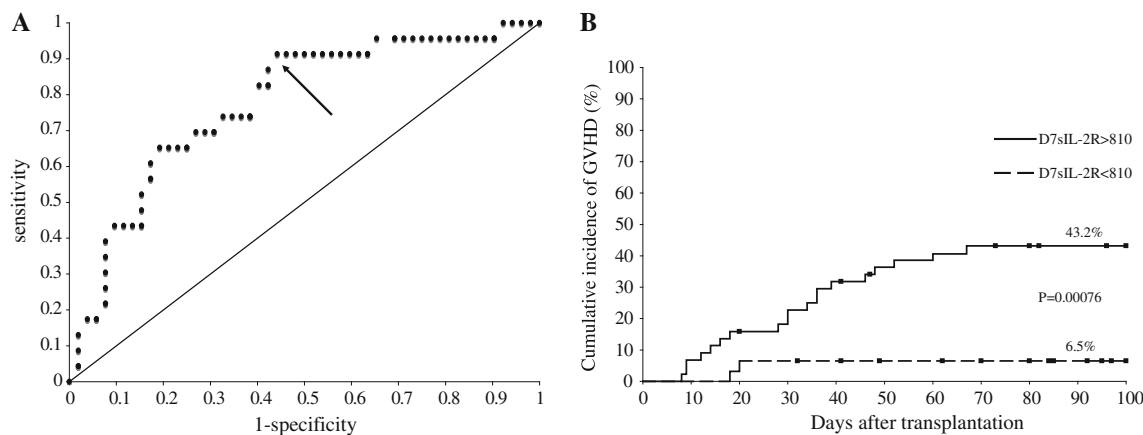 A
1
0.9
0.8
0.7
0.6
0.5
0.4
0.3
0.2
0.1
0
sensitivity
0 0.1 0.2 0.3 0.4 0.5 0.6 0.7 0.8 0.9 1
1-specificity
B
100
90
80
70
60
50
40
30
20
10
0
Cumulative incidence of GVHD (%)
D7sIL-2R>810
D7sIL-2R<810
43.2%
P=0.00076
6.5%
0 10 20 30 40 50 60 70 80 90 100
Days after transplantation